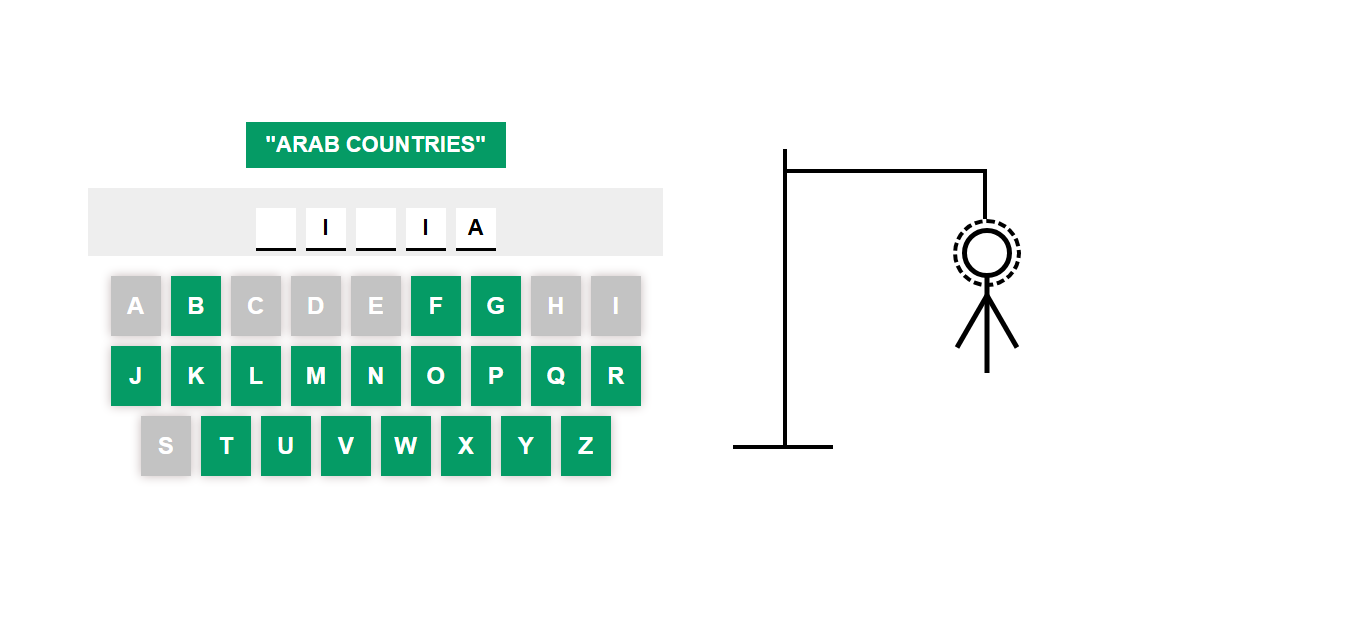 "ARAB COUNTRIES"
I I A
A B C D E F G H I
J K L M N O P Q R
S T U V W X Y Z